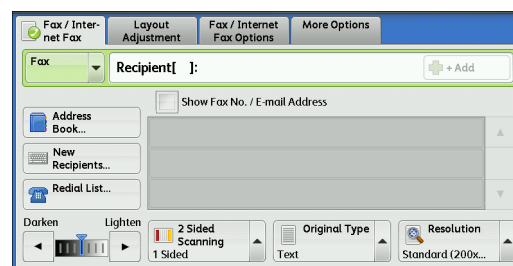 Fax / Inter-
net Fax
Layout
Adjustment
Fax / Internet
Fax Options
More Options
Fax
Recipient[ ]:
+ Add
Show Fax No. / E-mail Address
Address
Book...
New
Recipients...
Redial List...
Darken
Lighten
2 Sided
Scanning
1 Sided
Original Type
Text
Resolution
Standard (200x...